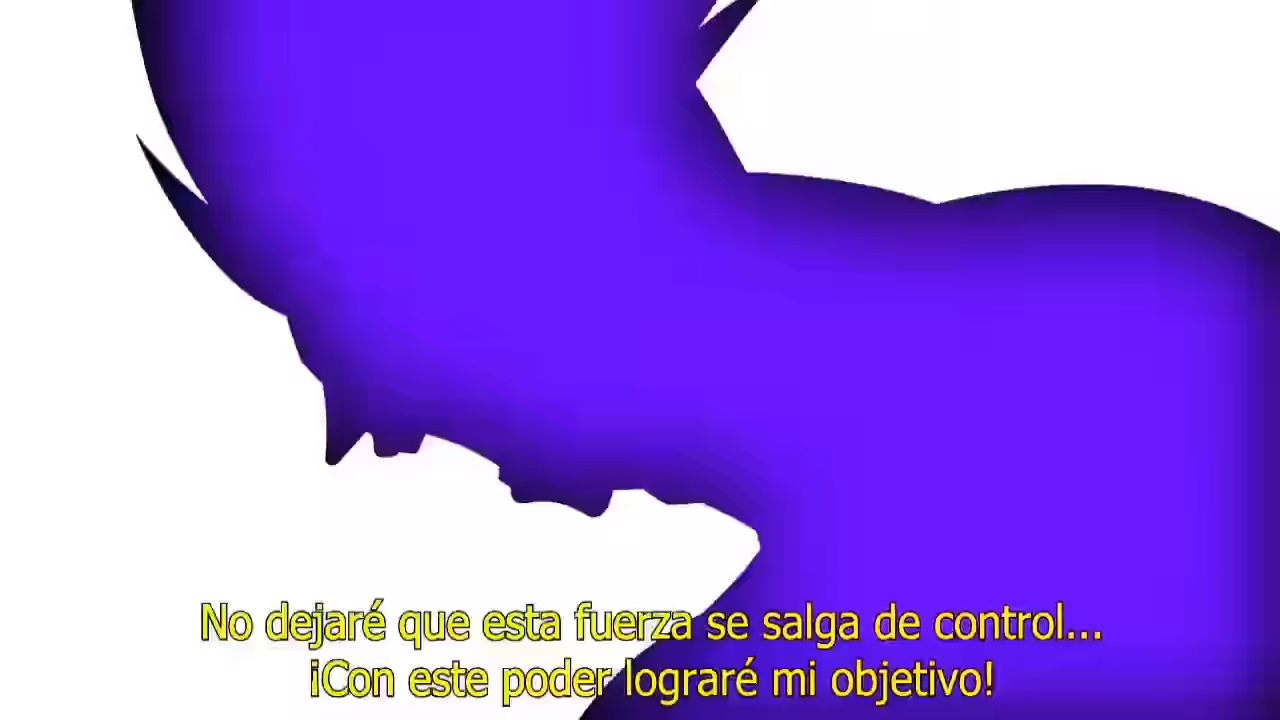 No dejaré que esta fuerza se salga de control...
¡Con este poder lograré mi objetivo!